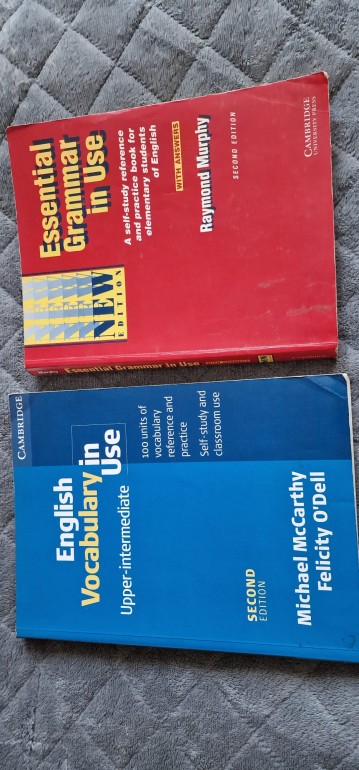 Essential
Grammar
in Use
A self-study reference
and practice book for
elementary students
of English
WITH ANSWERS
Raymond Murphy
SECOND EDITION
CAMBRIDGE
UNIVERSITY PRESS
NEW
EDITION
Essential Grammar in Use
CAMBRIDGE
English
Vocabulary in
Use
Upper-intermediate
100 units of
vocabulary
reference and
practice
Self-study and
classroom use
SECOND
EDITION
Michael McCarthy
Felicity O'Dell